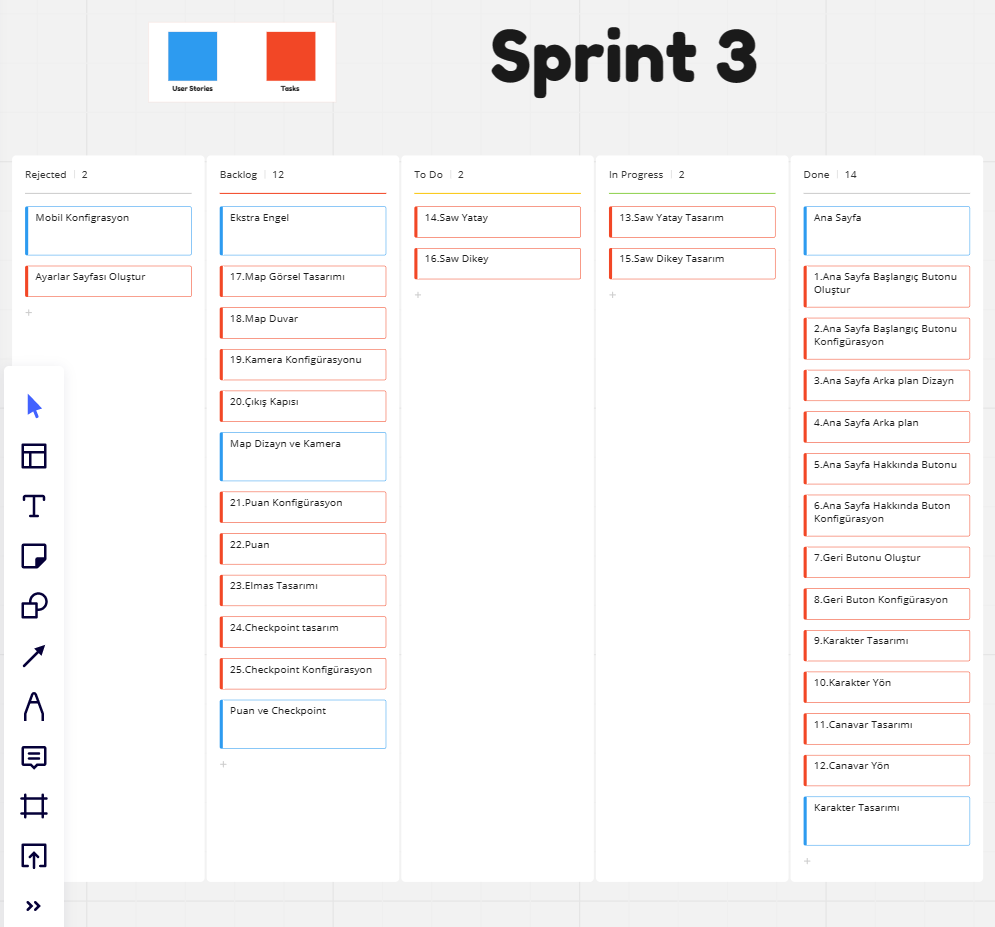 Sprint 3
User Stories
Tasks
Rejected 2
Mobil Konfigrasyon
Ayarlar Sayfası Oluştur
+
Backlog 12
Ekstra Engel
17.Map Görsel Tasarımı
18.Map Duvar
19.Kamera Konfigürasyonu
20.Çıkış Kapısı
Map Dizayn ve Kamera
21.Puan Konfigürasyon
22.Puan
23.Elmas Tasarımı
24.Checkpoint tasarım
25.Checkpoint Konfigürasyon
Puan ve Checkpoint
+
To Do 2
14.Saw Yatay
16.Saw Dikey
+
In Progress 2
13.Saw Yatay Tasarım
15.Saw Dikey Tasarım
+
Done 14
Ana Sayfa
1.Ana Sayfa Başlangıç Butonu
Oluştur
2.Ana Sayfa Başlangıç Butonu
Konfigürasyon
3.Ana Sayfa Arka plan Dizayn
4.Ana Sayfa Arka plan
5.Ana Sayfa Hakkında Butonu
6.Ana Sayfa Hakkında Buton
Konfigürasyon
7.Geri Butonu Oluştur
8.Geri Buton Konfigürasyon
9.Karakter Tasarımı
10.Karakter Yön
11.Canavar Tasarımı
12.Canavar Yön
Karakter Tasarımı
+